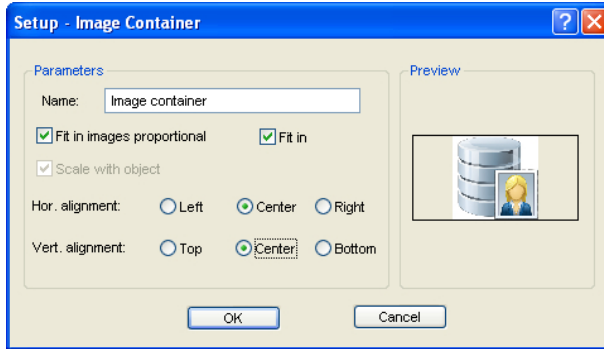 Setup - Image Container
Parameters
Preview
Name: Image container
Fit in images proportional Fit in
Scale with object
Hor. alignment: Left Center Right
Vert. alignment: Top Center Bottom
OK Cancel